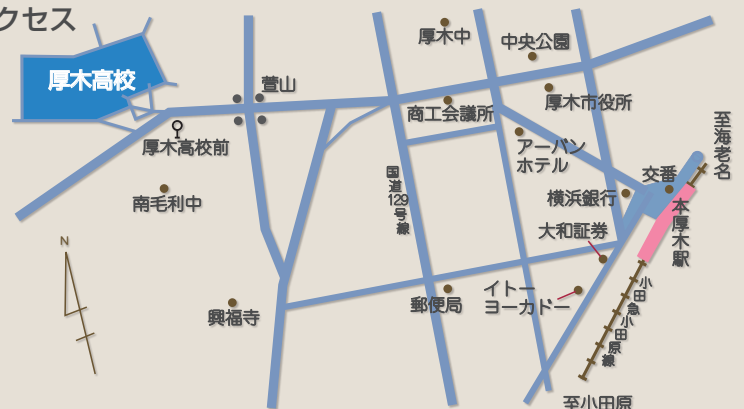 クセス
厚木中
中央公園
厚木高校
萱山
厚木市役所
商工会議所
至海老名
厚木高校前
アーバン
ホテル
交番
国道129号線
横浜銀行
南毛利中
本厚木駅
大和証券
N
イトー
ヨーカドー
小田急小田原線
郵便局
興福寺
至小田原